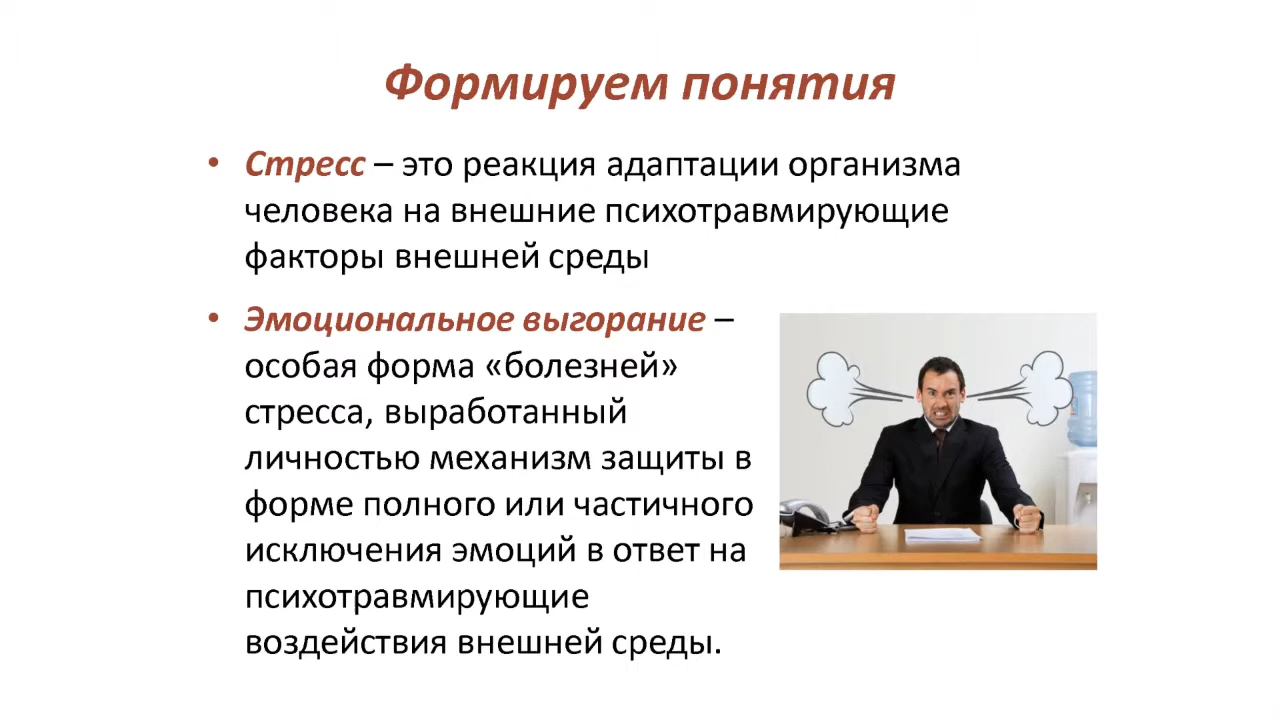 Формируем понятия
• Стресс – это реакция адаптации организма
человека на внешние психотравмирующие
факторы внешней среды
• Эмоциональное выгорание –
особая форма «болезней»
стресса, выработанный
личностью механизм защиты в
форме полного или частичного
исключения эмоций в ответ на
психотравмирующие
воздействия внешней среды.